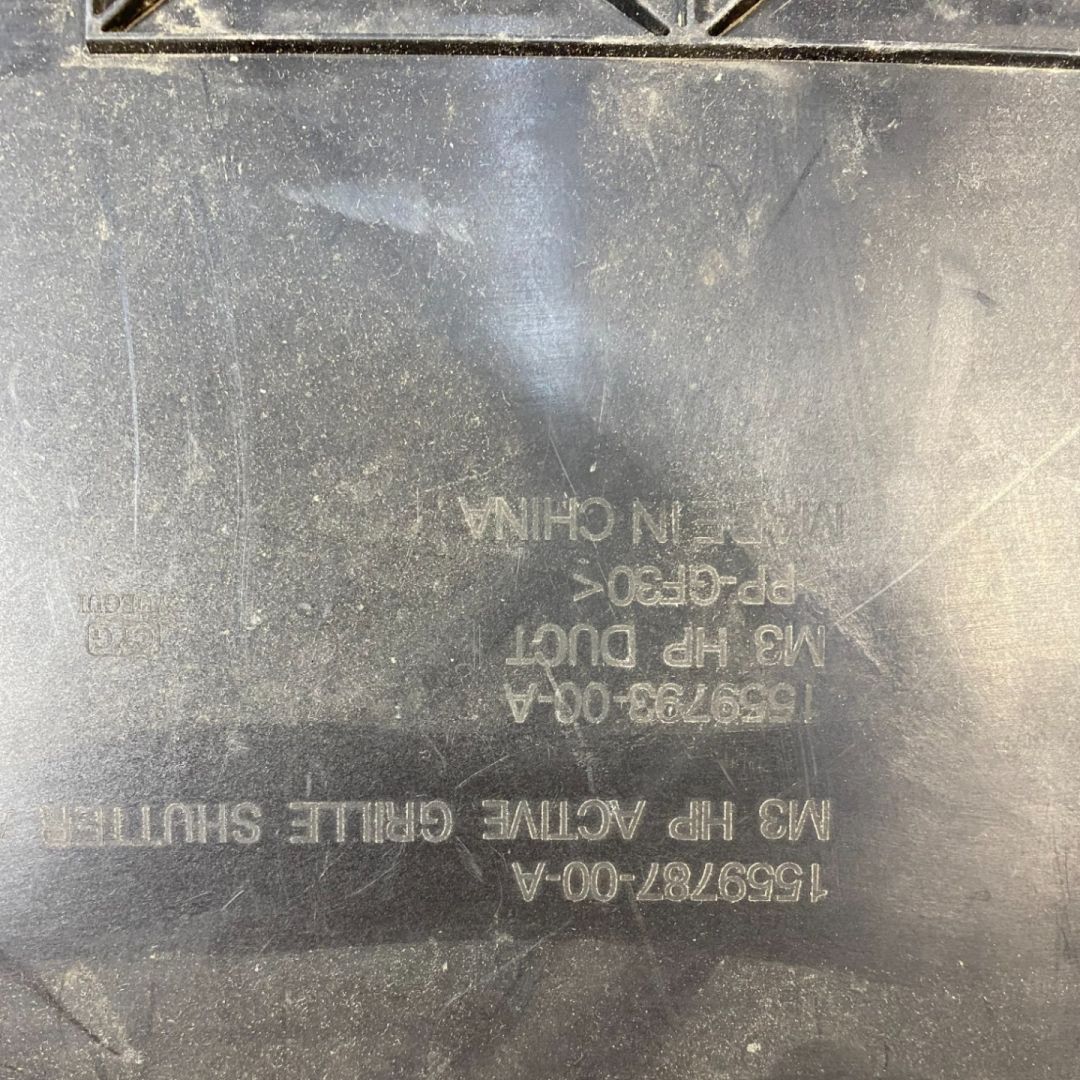 1559787-00-A
M3 HP ACTIVE GRILLE SHUTTER
1559793-00-A
M3 HP DUCT
>PP-GF30<
MADE IN CHINA